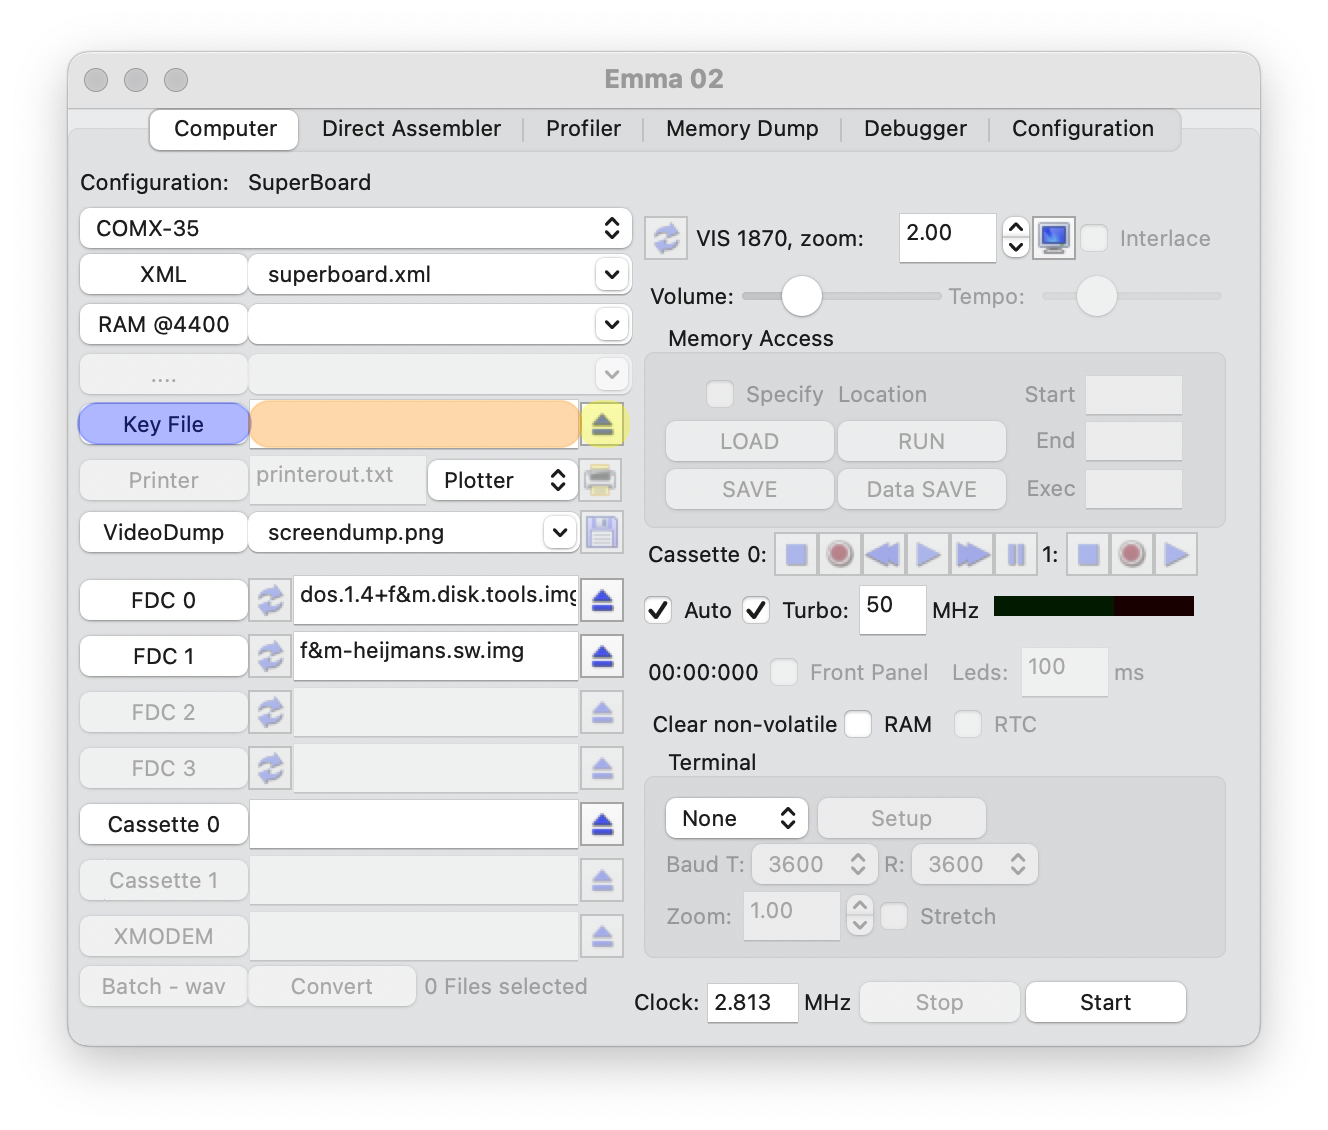 Emma 02
Computer Direct Assembler Profiler Memory Dump Debugger Configuration
Configuration: SuperBoard
COMX-35
XML superboard.xml
RAM @4400
....
Key File
Printer printerout.txt Plotter
VideoDump screendump.png
FDC 0 dos.1.4+f&m.disk.tools.img
FDC 1 f&m-heijmans.sw.img
FDC 2
FDC 3
Cassette 0
Cassette 1
XMODEM
Batch - wav Convert 0 Files selected
VIS 1870, zoom: 2.00 Interlace
Volume: Tempo:
Memory Access
Specify Location Start
LOAD RUN End
SAVE Data SAVE Exec
Cassette 0: 1:
Auto Turbo: 50 MHz
00:00:000 Front Panel Leds: 100 ms
Clear non-volatile RAM RTC
Terminal
None Setup
Baud T: 3600 R: 3600
Zoom: 1.00 Stretch
Clock: 2.813 MHz Stop Start